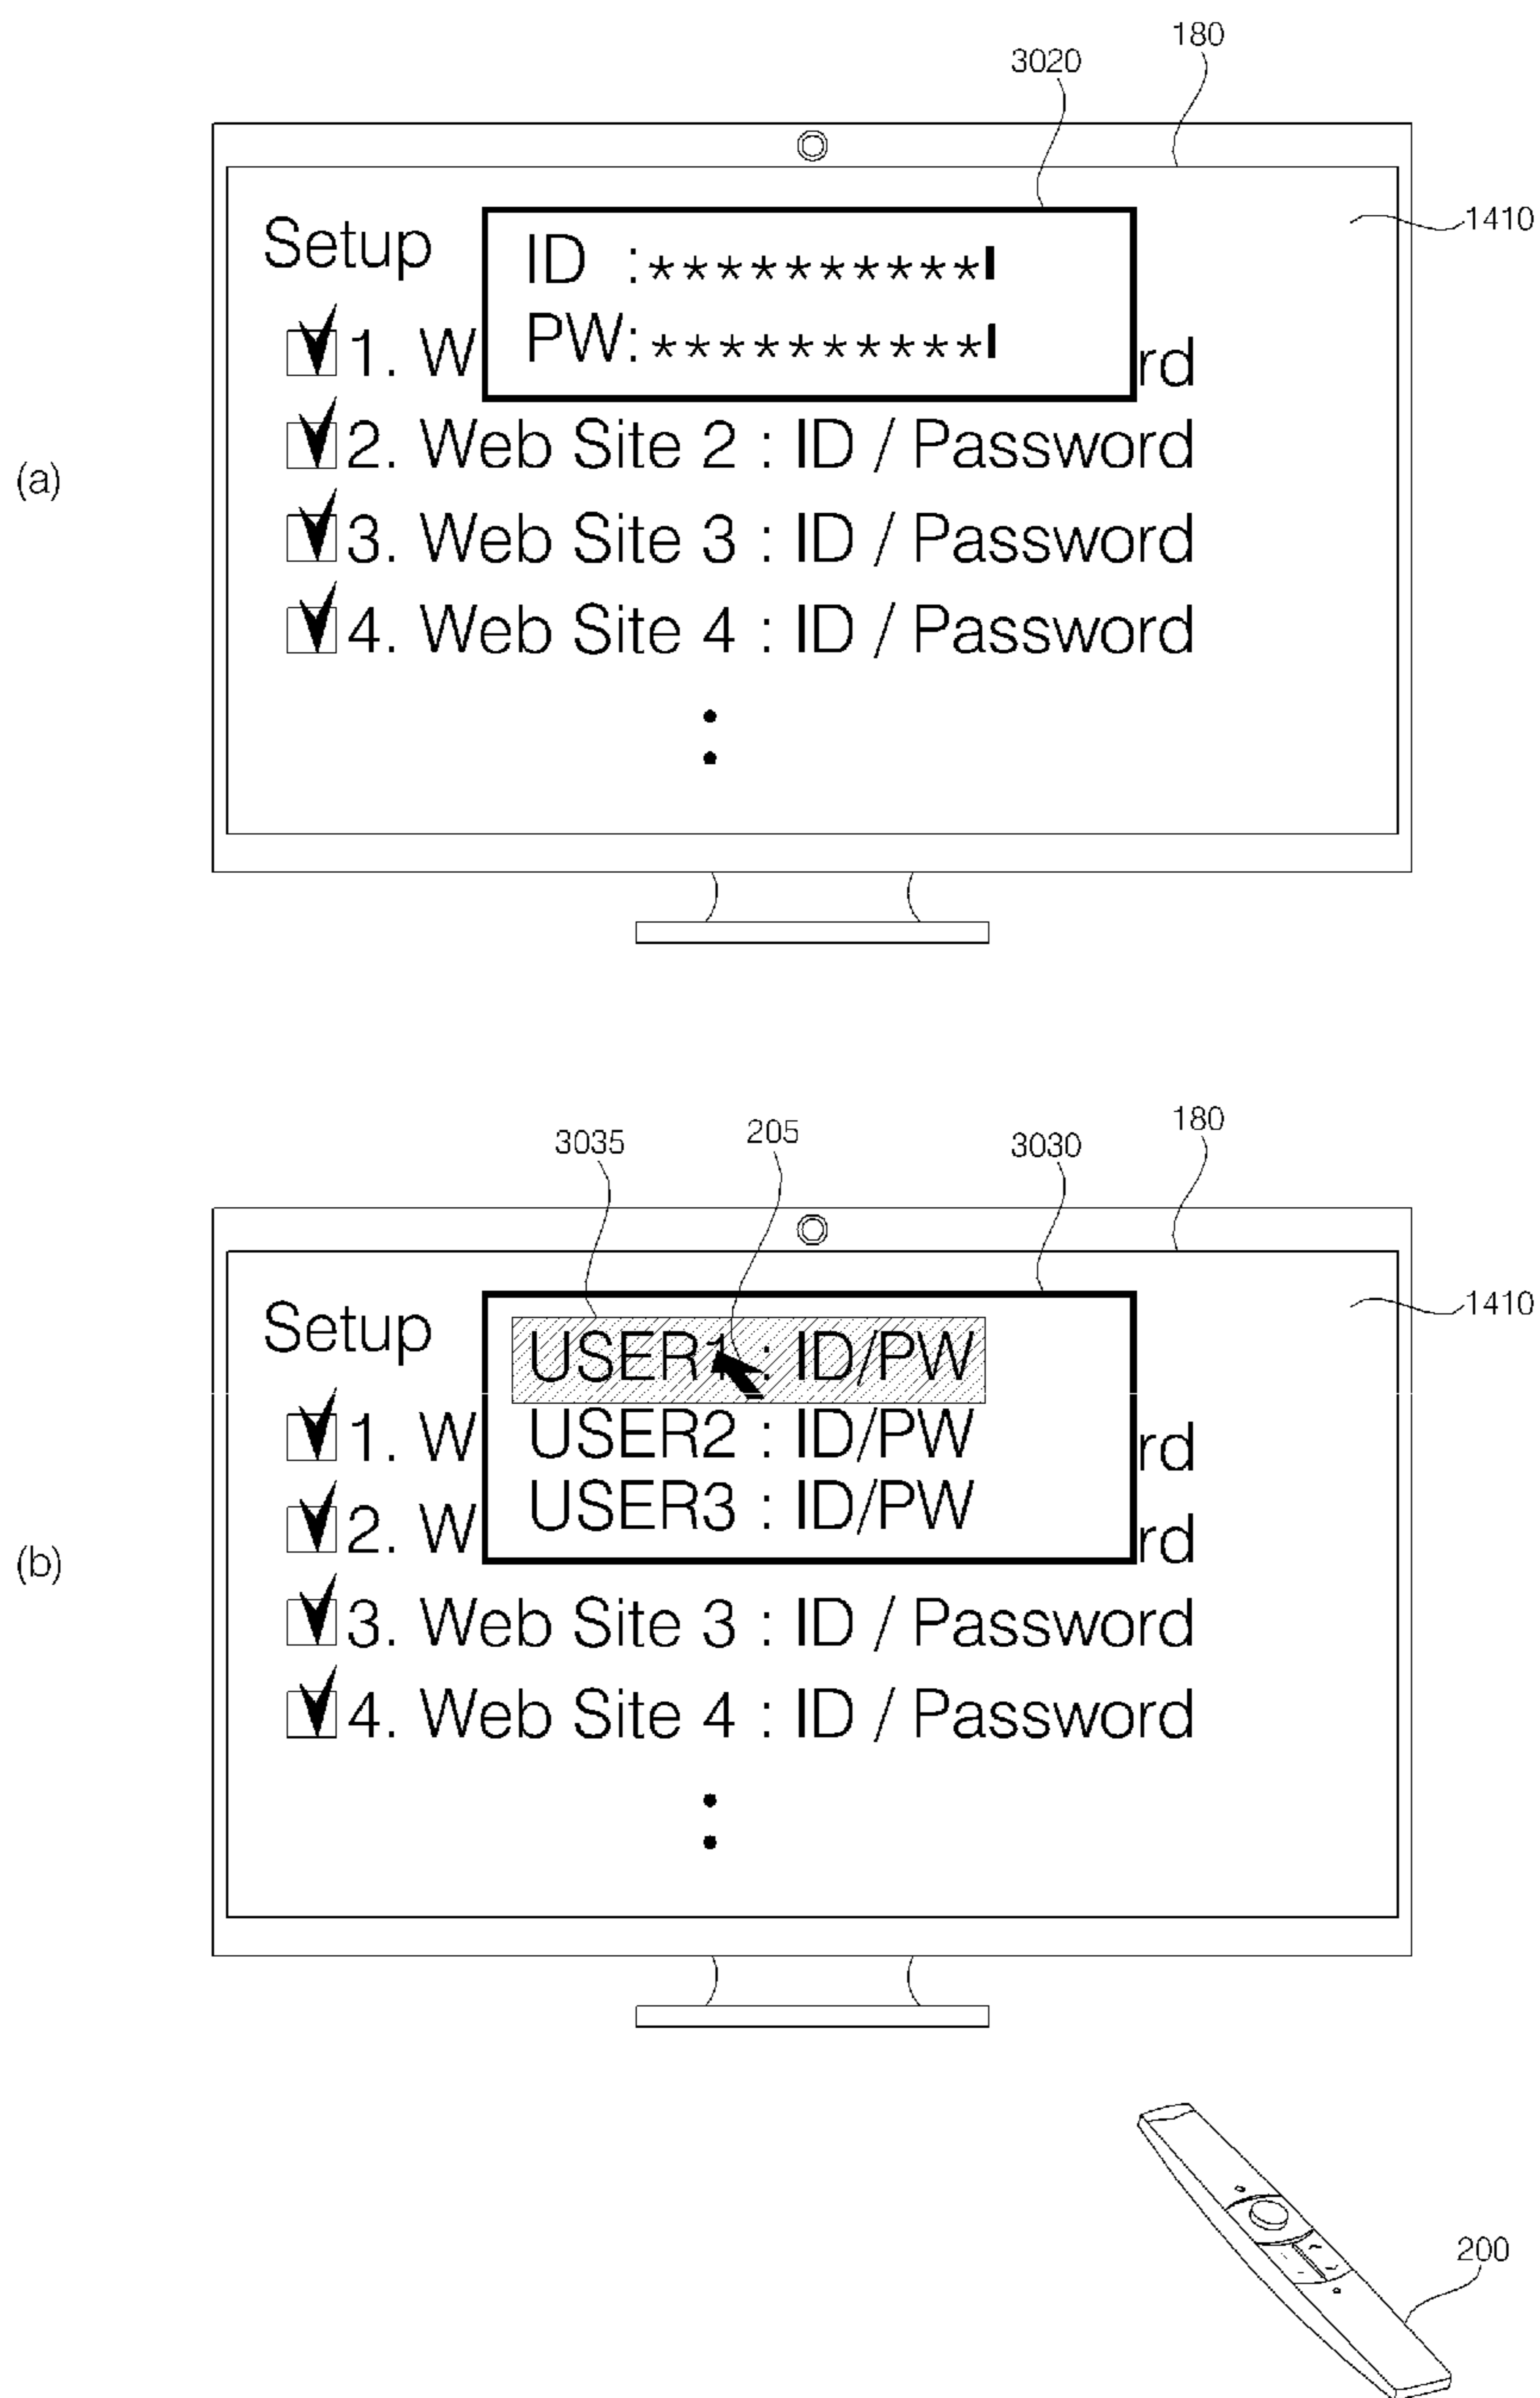 180
3020
1410
Setup
ID :**********
PW:**********
1. W rd
2. Web Site 2 : ID / Password
(a)
3. Web Site 3 : ID / Password
4. Web Site 4 : ID / Password
3035 205 3030 180
1410
Setup
USER1 : ID/PW
USER2 : ID/PW
1. W rd
USER3 : ID/PW
2. W rd
(b)
3. Web Site 3 : ID / Password
4. Web Site 4 : ID / Password
200